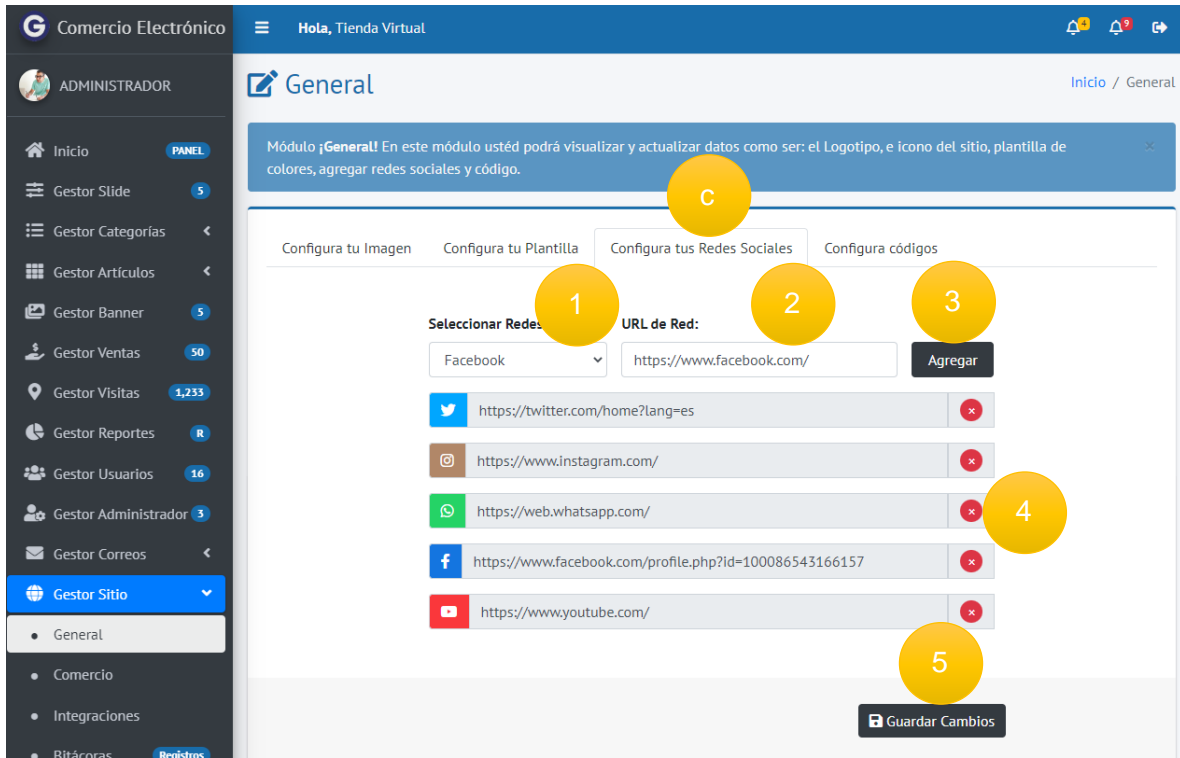 G Comercio Electrónico
Hola, Tienda Virtual
4
9
ADMINISTRADOR
General
Inicio / General
Inicio PANEL
Gestor Slide 5
Gestor Categorías
Gestor Artículos
Gestor Banner 5
Gestor Ventas 50
Gestor Visitas 1,233
Gestor Reportes R
Gestor Usuarios 16
Gestor Administrador 3
Gestor Correos
Gestor Sitio
General
Comercio
Integraciones
Bitácoras Registros
Módulo ¡General! En este módulo ustéd podrá visualizar y actualizar datos como ser: el Logotipo, e icono del sitio, plantilla de
colores, agregar redes sociales y código.
×
C
Configura tu Imagen Configura tu Plantilla Configura tus Redes Sociales Configura códigos
1
2
3
Seleccionar Redes URL de Red:
Facebook https://www.facebook.com/ Agregar
https://twitter.com/home?lang=es
https://www.instagram.com/
https://web.whatsapp.com/
4
https://www.facebook.com/profile.php?id=100086543166157
https://www.youtube.com/
5
Guardar Cambios